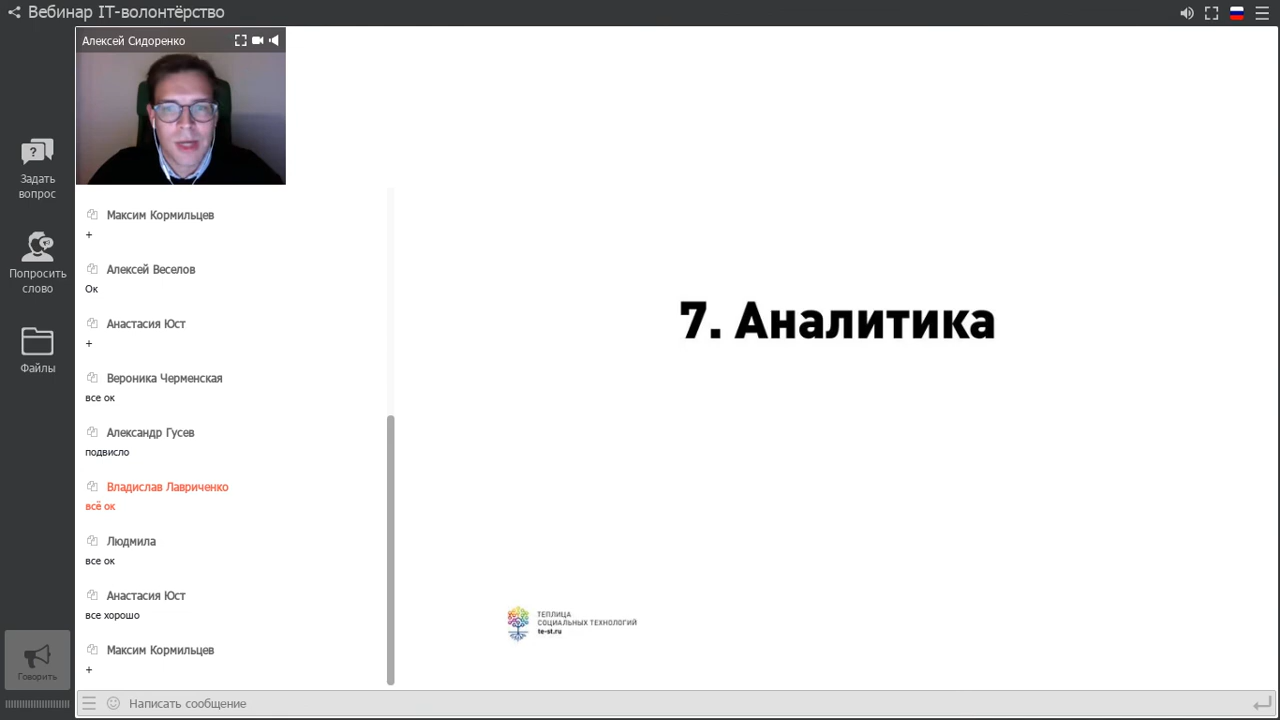 Вебинар IT-волонтёрство
Алексей Сидоренко
Задать
вопрос
Попросить
слово
Файлы
Говорить
Максим Кормильцев
+
Алексей Веселов
Ок
Анастасия Юст
+
Вероника Черменская
все ок
Александр Гусев
подвисло
Владислав Лавриченко
всё ок
Людмила
все ок
Анастасия Юст
все хорошо
Максим Кормильцев
+
Написать сообщение
7. Аналитика
ТЕПЛИЦА
СОЦИАЛЬНЫХ ТЕХНОЛОГИЙ
te-st.ru